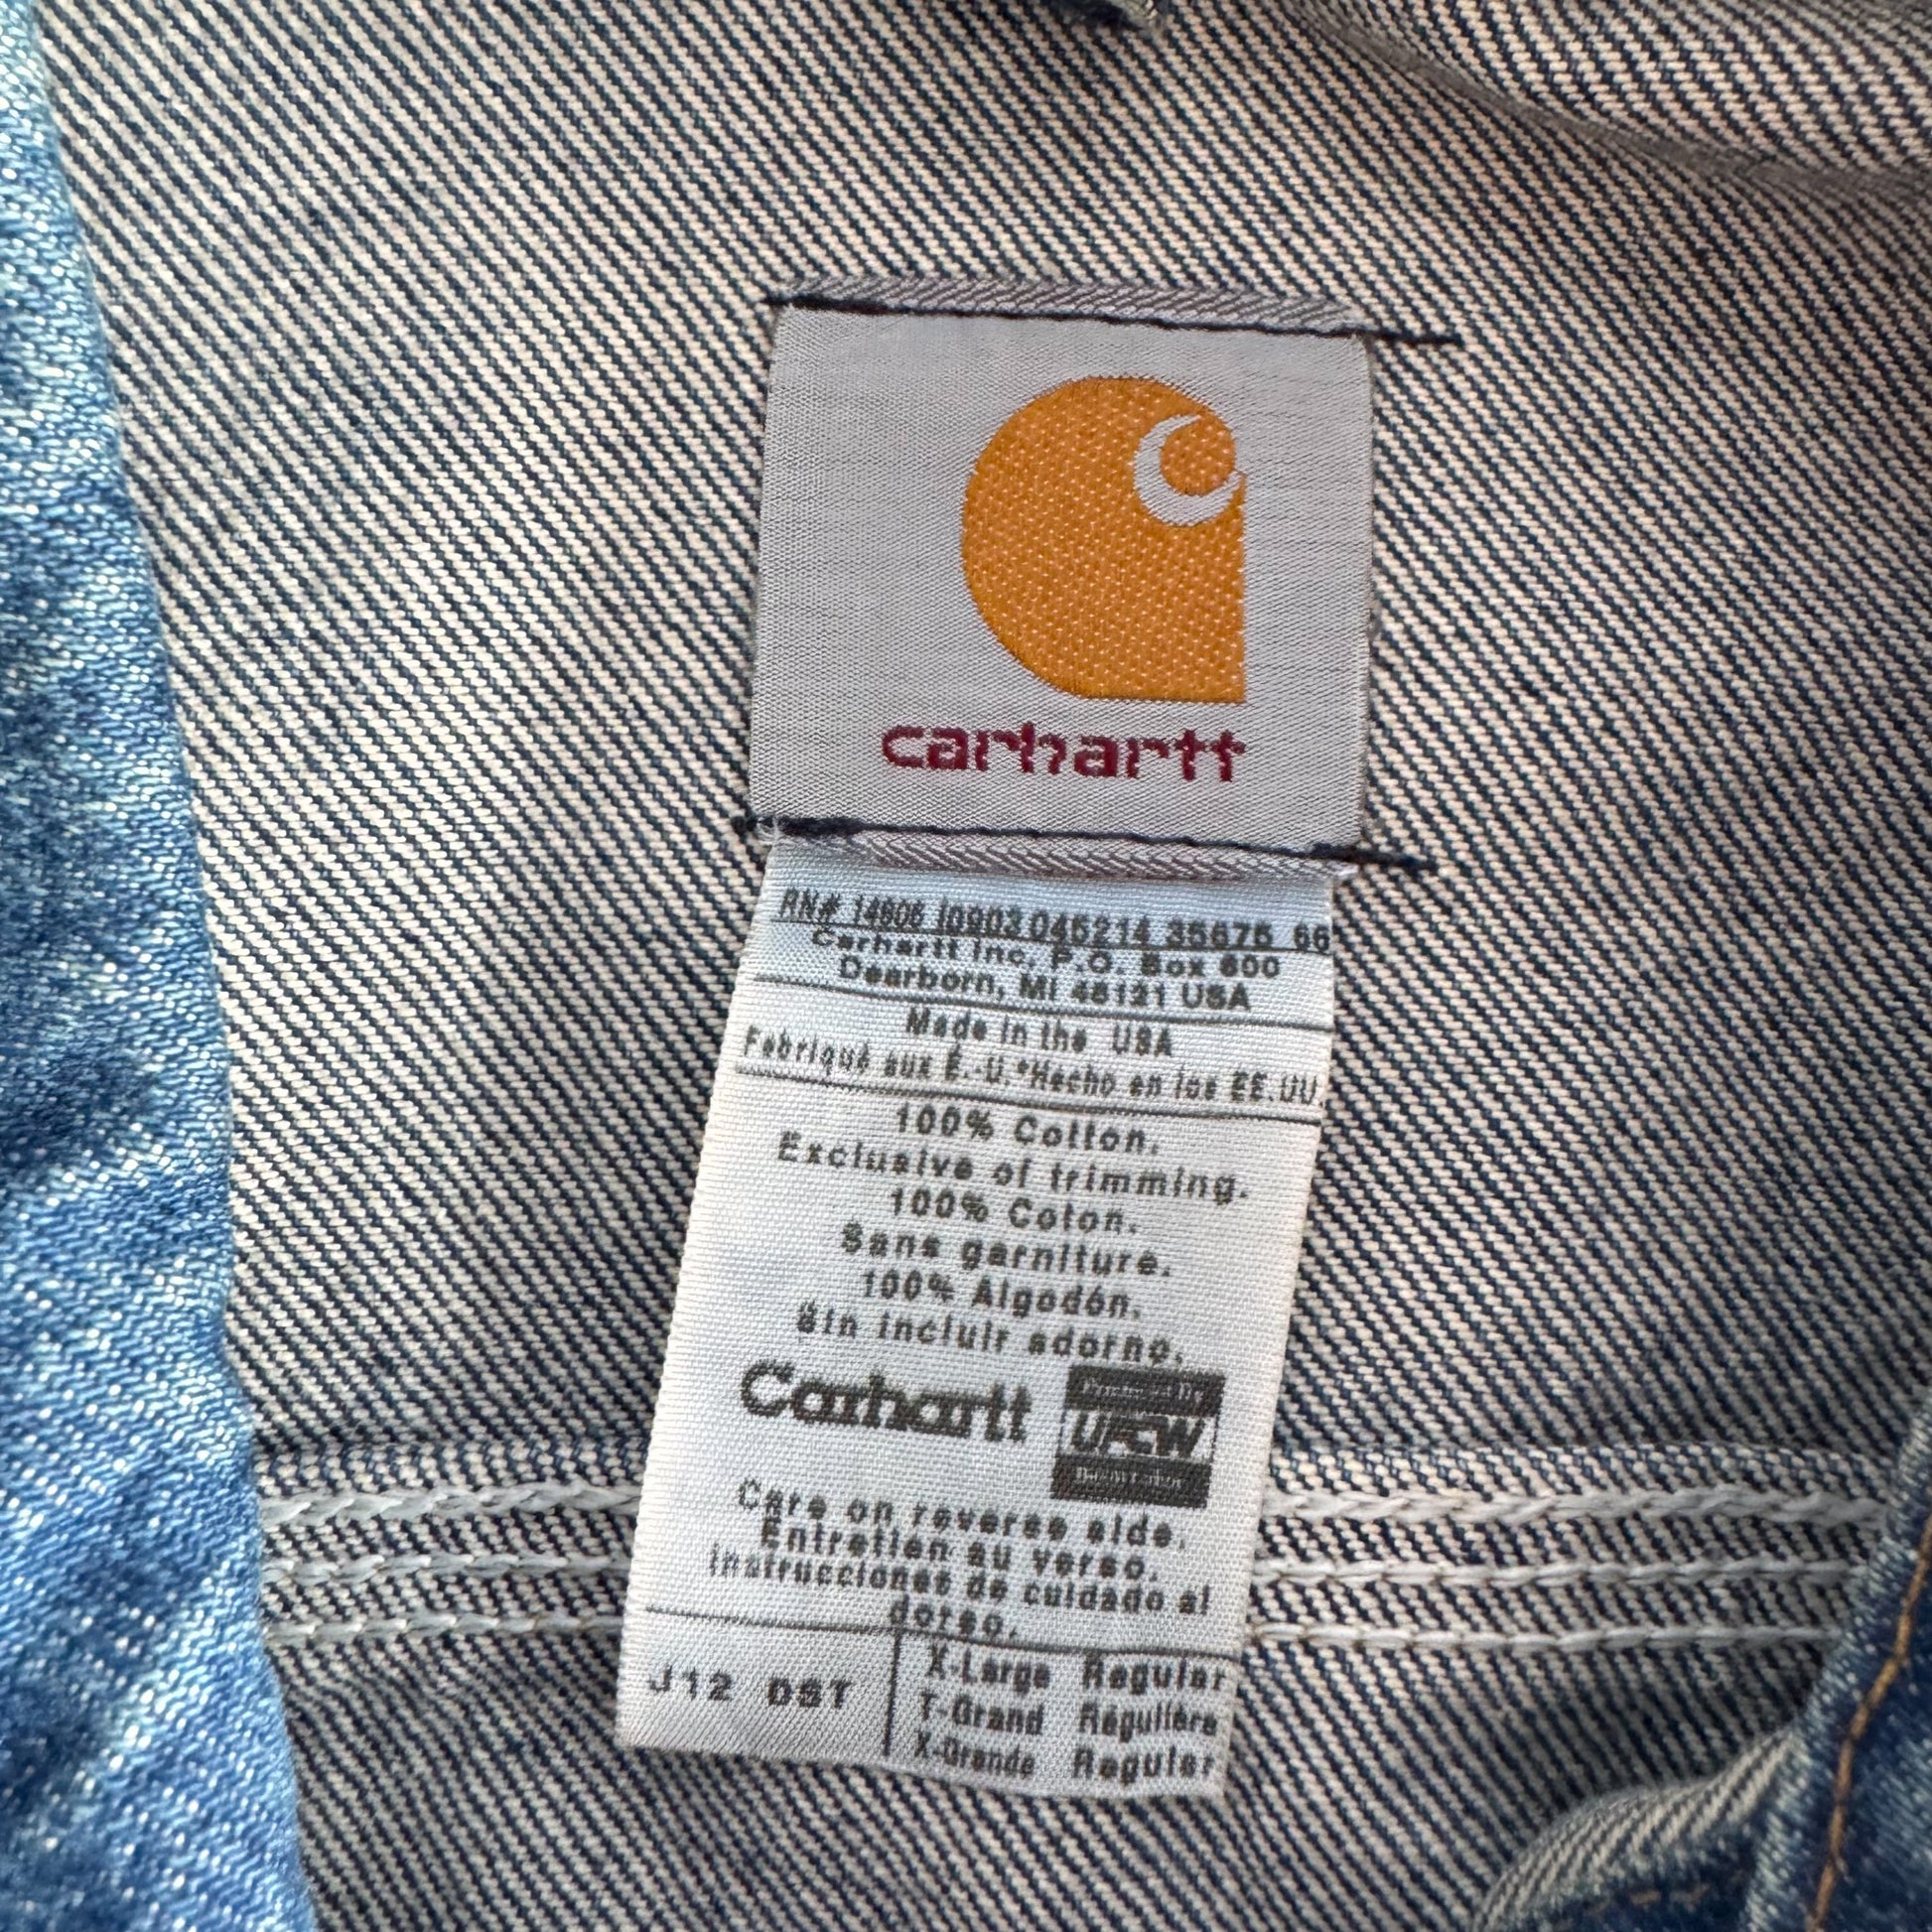 carhartt
RN# 14806 I0903 045214 35675 66
Carhartt Inc, P.O. Box 600
Dearborn, MI 48121 USA
Made in the USA
Fabriqué aux É.-U.*Hecho en los EE.UU.
100% Cotton.
Exclusive of trimming.
100% Coton.
Sans garniture.
100% Algodón.
Sin incluir adorno.
Carhartt
UFCW
Care on reverse side.
Entretien au verso.
Instrucciones de cuidado al
dorso.
J12 DST
X-Large Regular
T-Grand Régulière
X-Grande Regular